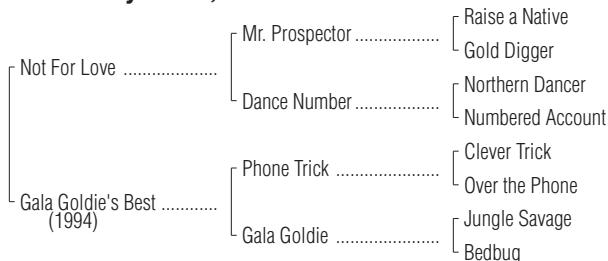 Raise a Native
Mr. Prospector ....................
Gold Digger
Not For Love ......................
Northern Dancer
Dance Number ....................
Numbered Account
Clever Trick
Phone Trick ........................
Over the Phone
Gala Goldie's Best .............
(1994)
Jungle Savage
Gala Goldie ........................
Bedbug